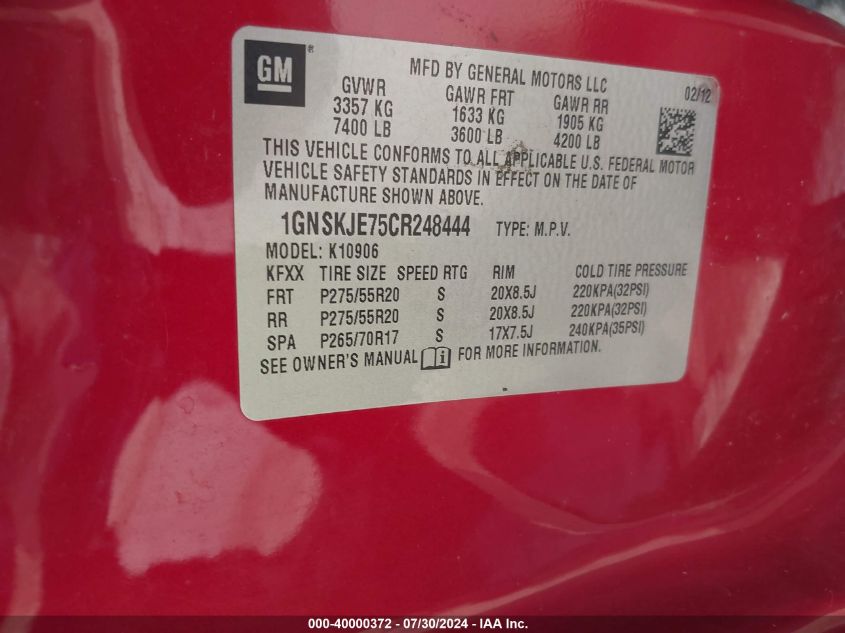 GM ®
MFD BY GENERAL MOTORS LLC 02/12
GVWR GAWR FRT GAWR RR
3357 KG 1633 KG 1905 KG
7400 LB 3600 LB 4200 LB
THIS VEHICLE CONFORMS TO ALL APPLICABLE U.S. FEDERAL MOTOR
VEHICLE SAFETY STANDARDS IN EFFECT ON THE DATE OF
MANUFACTURE SHOWN ABOVE.
1GNSKJE75CR248444 TYPE: M.P.V.
MODEL: K10906
KFXX TIRE SIZE SPEED RTG RIM COLD TIRE PRESSURE
FRT P275/55R20 S 20X8.5J 220KPA(32PSI)
RR P275/55R20 S 20X8.5J 220KPA(32PSI)
SPA P265/70R17 S 17X7.5J 240KPA(35PSI)
SEE OWNER'S MANUAL FOR MORE INFORMATION.
000-40000372 - 07/30/2024 - IAA Inc.